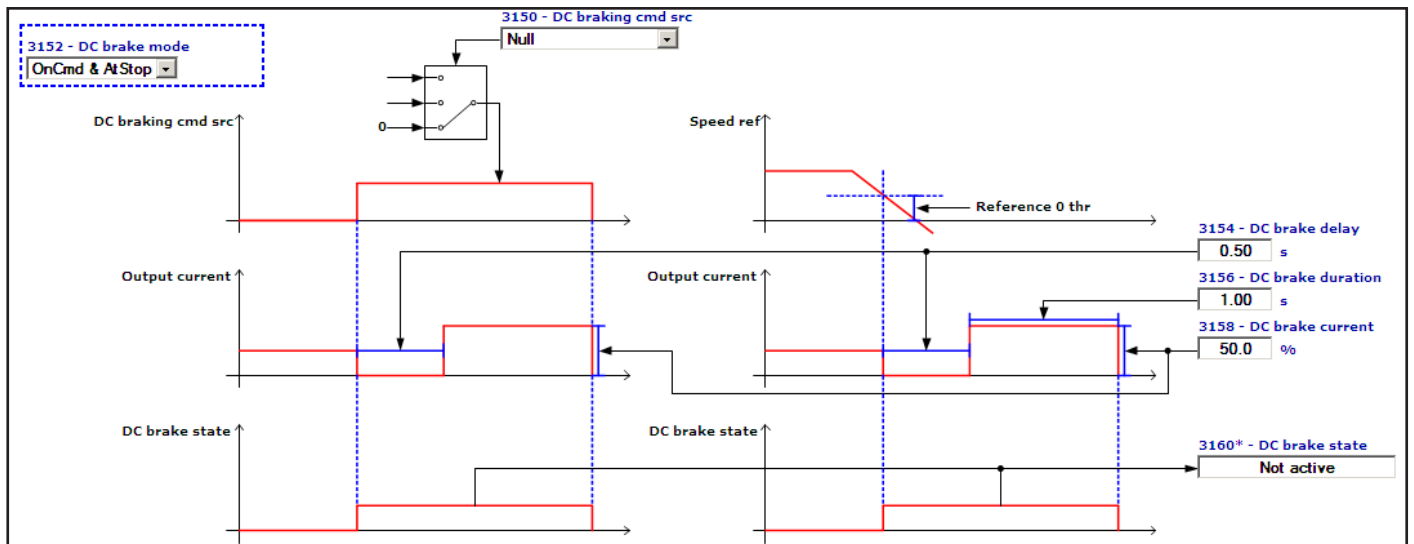 3150 - DC braking cmd src
Null
3152 - DC brake mode
OnCmd & AtStop
DC braking cmd src
0
Speed ref
Reference 0 thr
3154 - DC brake delay
0.50 s
Output current
Output current
3156 - DC brake duration
1.00 s
3158 - DC brake current
50.0 %
DC brake state
DC brake state
3160* - DC brake state
Not active